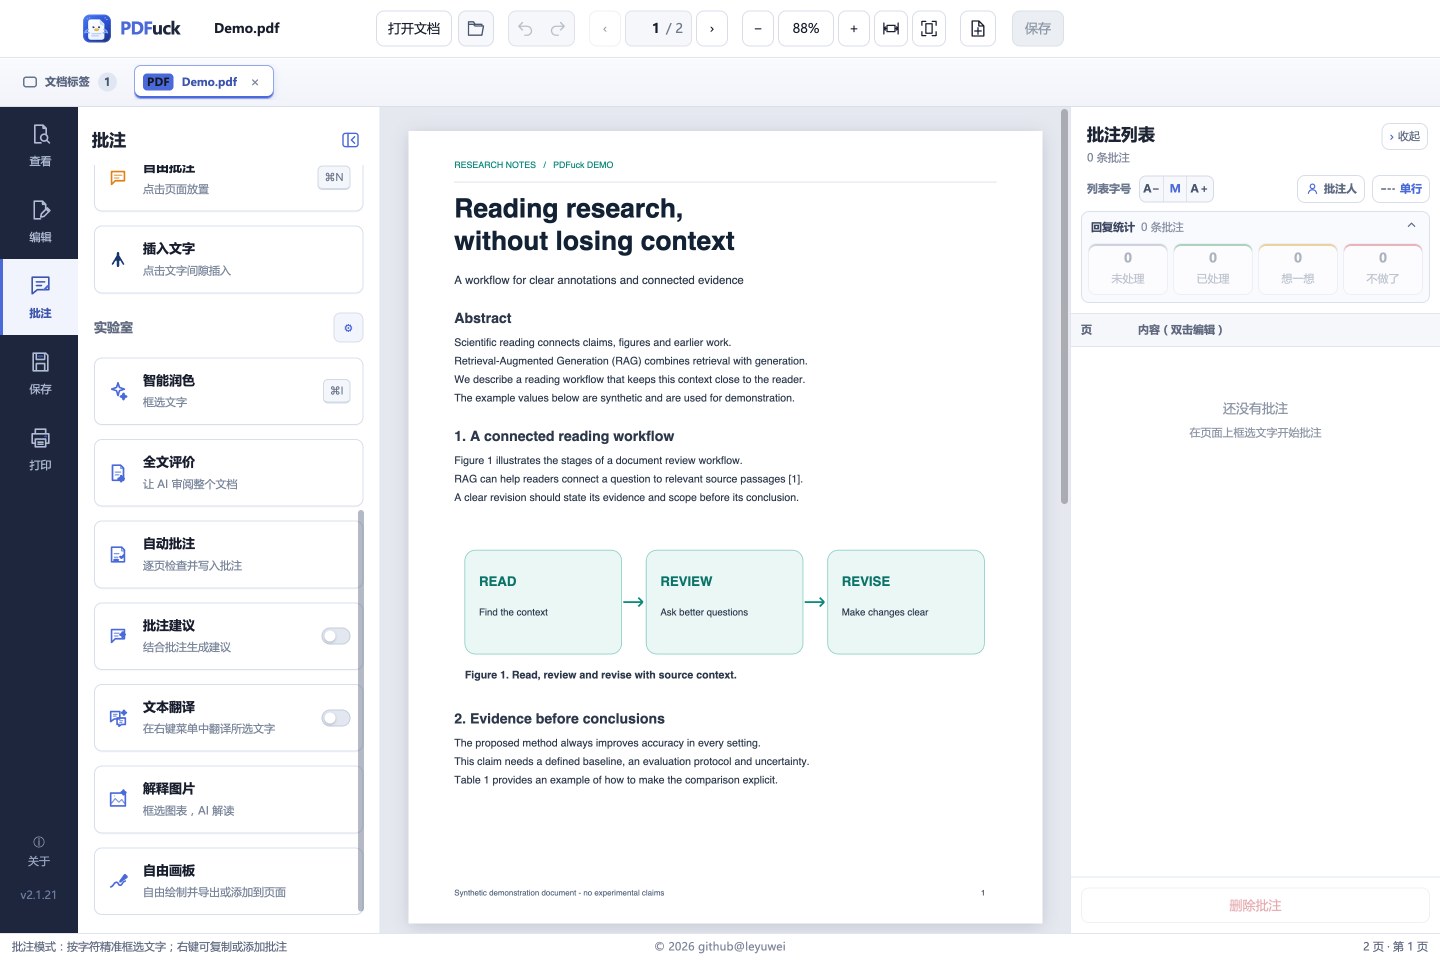 PDFuck
Demo.pdf
打开文档
‹
1 / 2
›
−
88%
+
保存
文档标签 1
PDF Demo.pdf ×
查看
编辑
批注
保存
打印
关于
v2.1.21
批注
自由批注
点击页面放置
⌘N
插入文字
点击文字间隙插入
实验室
智能润色
框选文字
⌘I
全文评价
让 AI 审阅整个文档
自动批注
逐页检查并写入批注
批注建议
结合批注生成建议
文本翻译
在右键菜单中翻译所选文字
解释图片
框选图表，AI 解读
自由画板
自由绘制并导出或添加到页面
RESEARCH NOTES / PDFuck DEMO
Reading research,
without losing context
A workflow for clear annotations and connected evidence
Abstract
Scientific reading connects claims, figures and earlier work.
Retrieval-Augmented Generation (RAG) combines retrieval with generation.
We describe a reading workflow that keeps this context close to the reader.
The example values below are synthetic and are used for demonstration.
1. A connected reading workflow
Figure 1 illustrates the stages of a document review workflow.
RAG can help readers connect a question to relevant source passages [1].
A clear revision should state its evidence and scope before its conclusion.
READ
Find the context
REVIEW
Ask better questions
REVISE
Make changes clear
Figure 1. Read, review and revise with source context.
2. Evidence before conclusions
The proposed method always improves accuracy in every setting.
This claim needs a defined baseline, an evaluation protocol and uncertainty.
Table 1 provides an example of how to make the comparison explicit.
Synthetic demonstration document - no experimental claims
1
批注列表
› 收起
0 条批注
列表字号 A− M A+
批注人
--- 单行
回复统计 0 条批注
0
未处理
0
已处理
0
想一想
0
不做了
页 内容（双击编辑）
还没有批注
在页面上框选文字开始批注
删除批注
批注模式：按字符精准框选文字；右键可复制或添加批注
© 2026 github@leyuwei
2 页 · 第 1 页